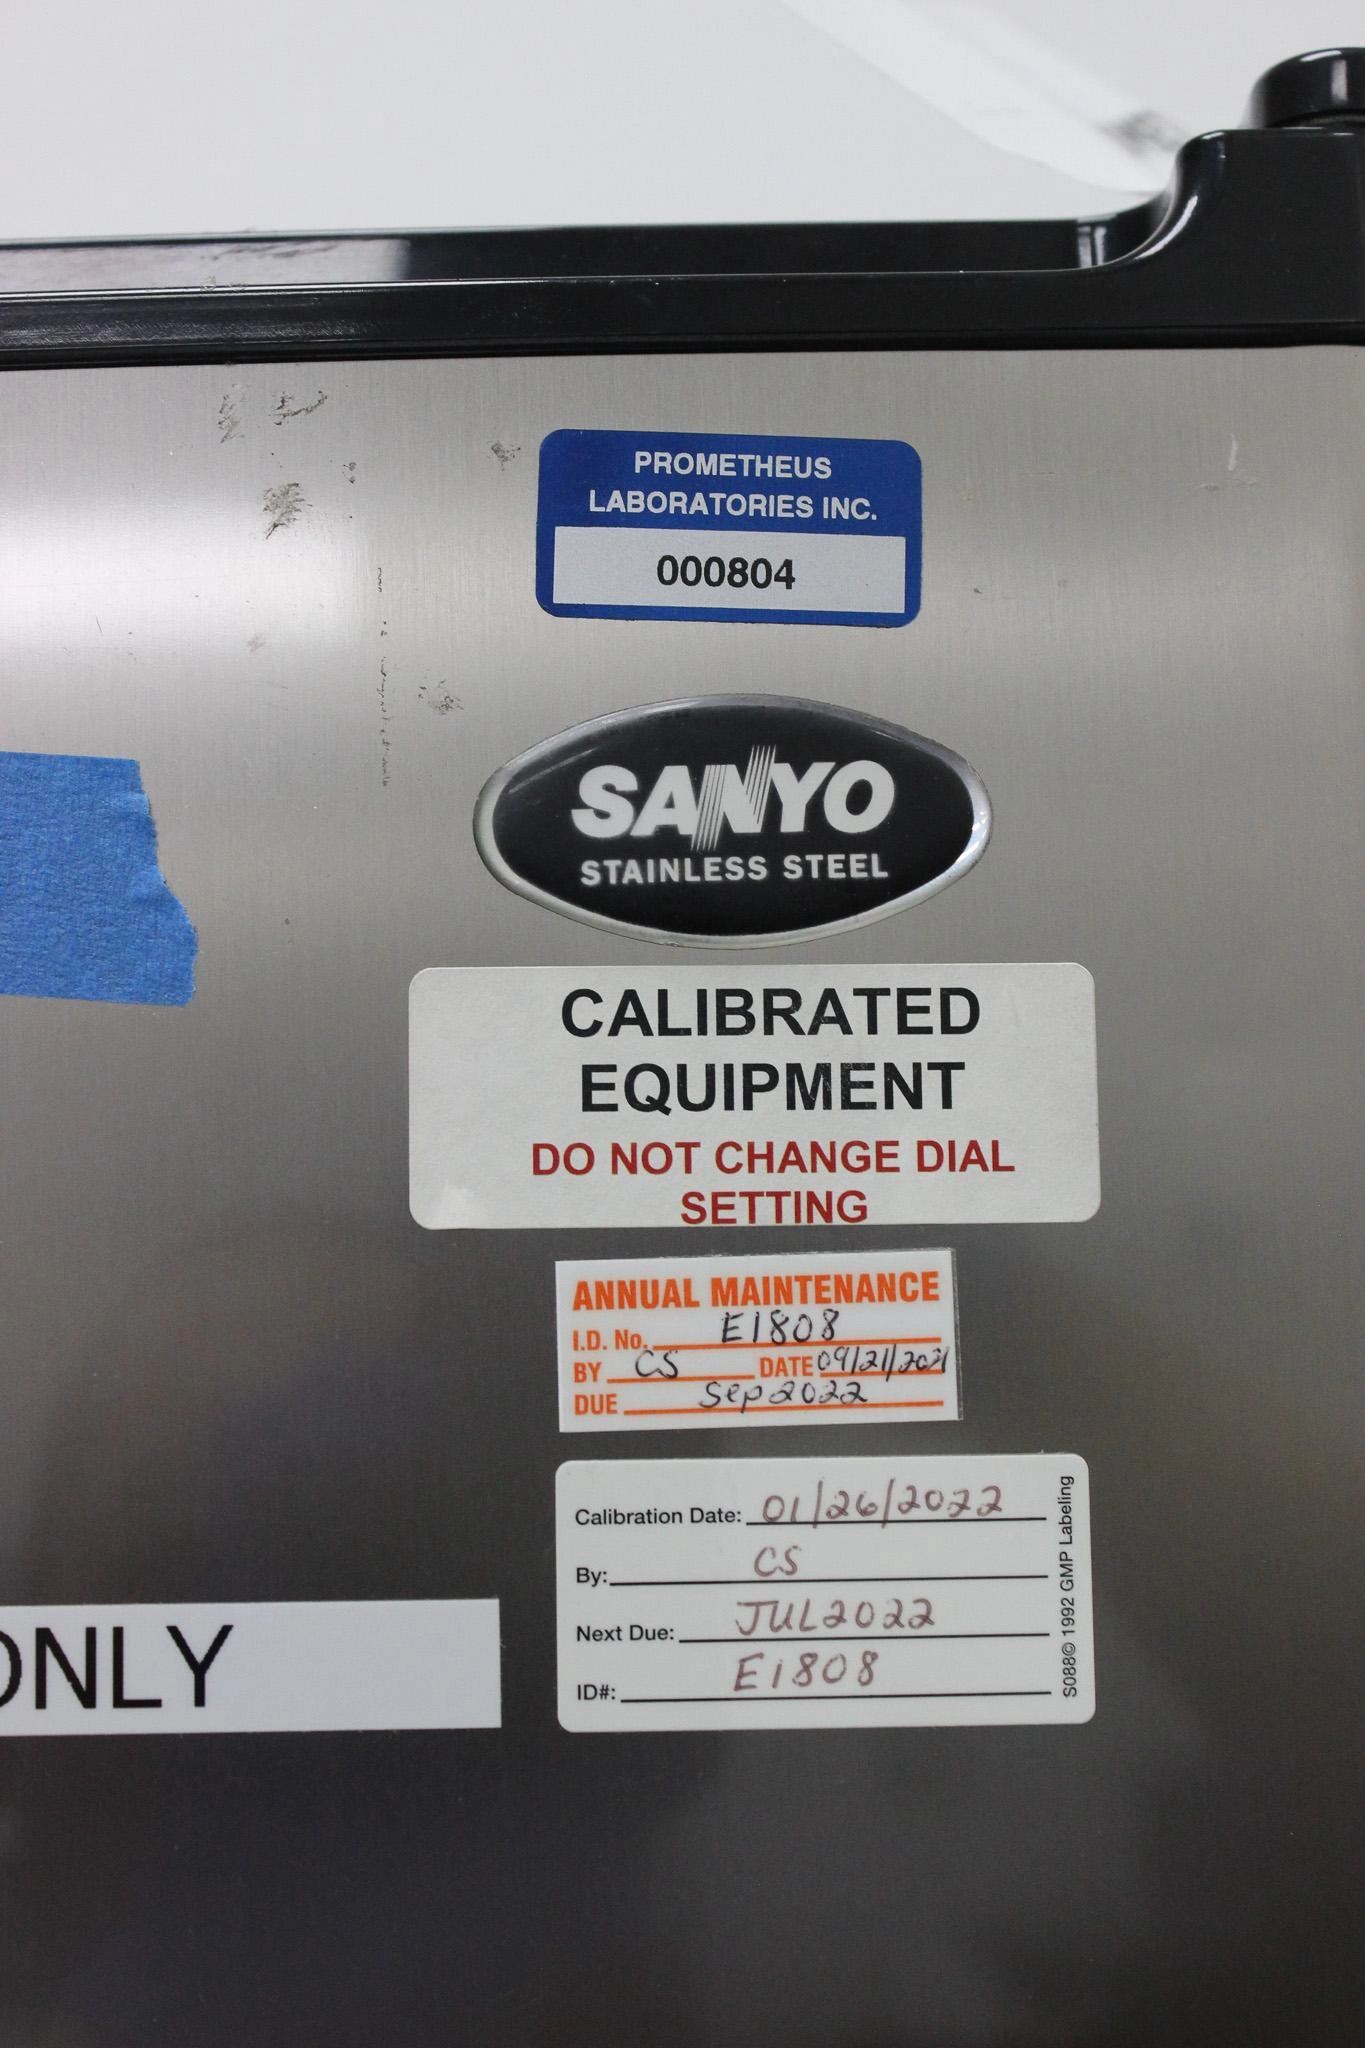 PROMETHEUS
LABORATORIES INC.
000804
SANYO
STAINLESS STEEL
CALIBRATED
EQUIPMENT
DO NOT CHANGE DIAL
SETTING
ANNUAL MAINTENANCE
I.D. No. E1808
BY CS DATE 09/21/2021
DUE Sep 2022
Calibration Date: 01/26/2022
By: CS
Next Due: JUL 2022
ID#: E1808
S088© 1992 GMP Labeling
ONLY